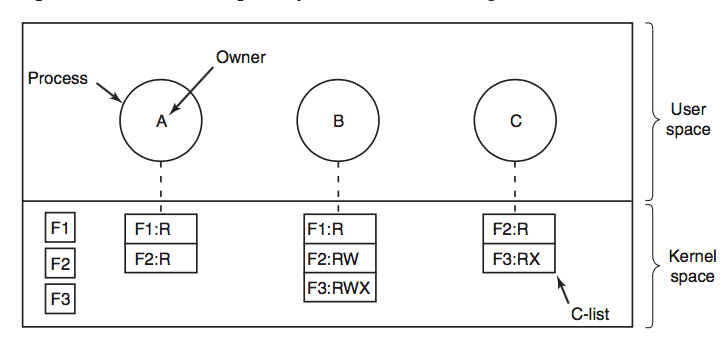 Owner
Process
A
B
C
User
space
F1
F2
F3
F1:R
F2:R
F1:R
F2:RW
F3:RWX
F2:R
F3:RX
C-list
Kernel
space